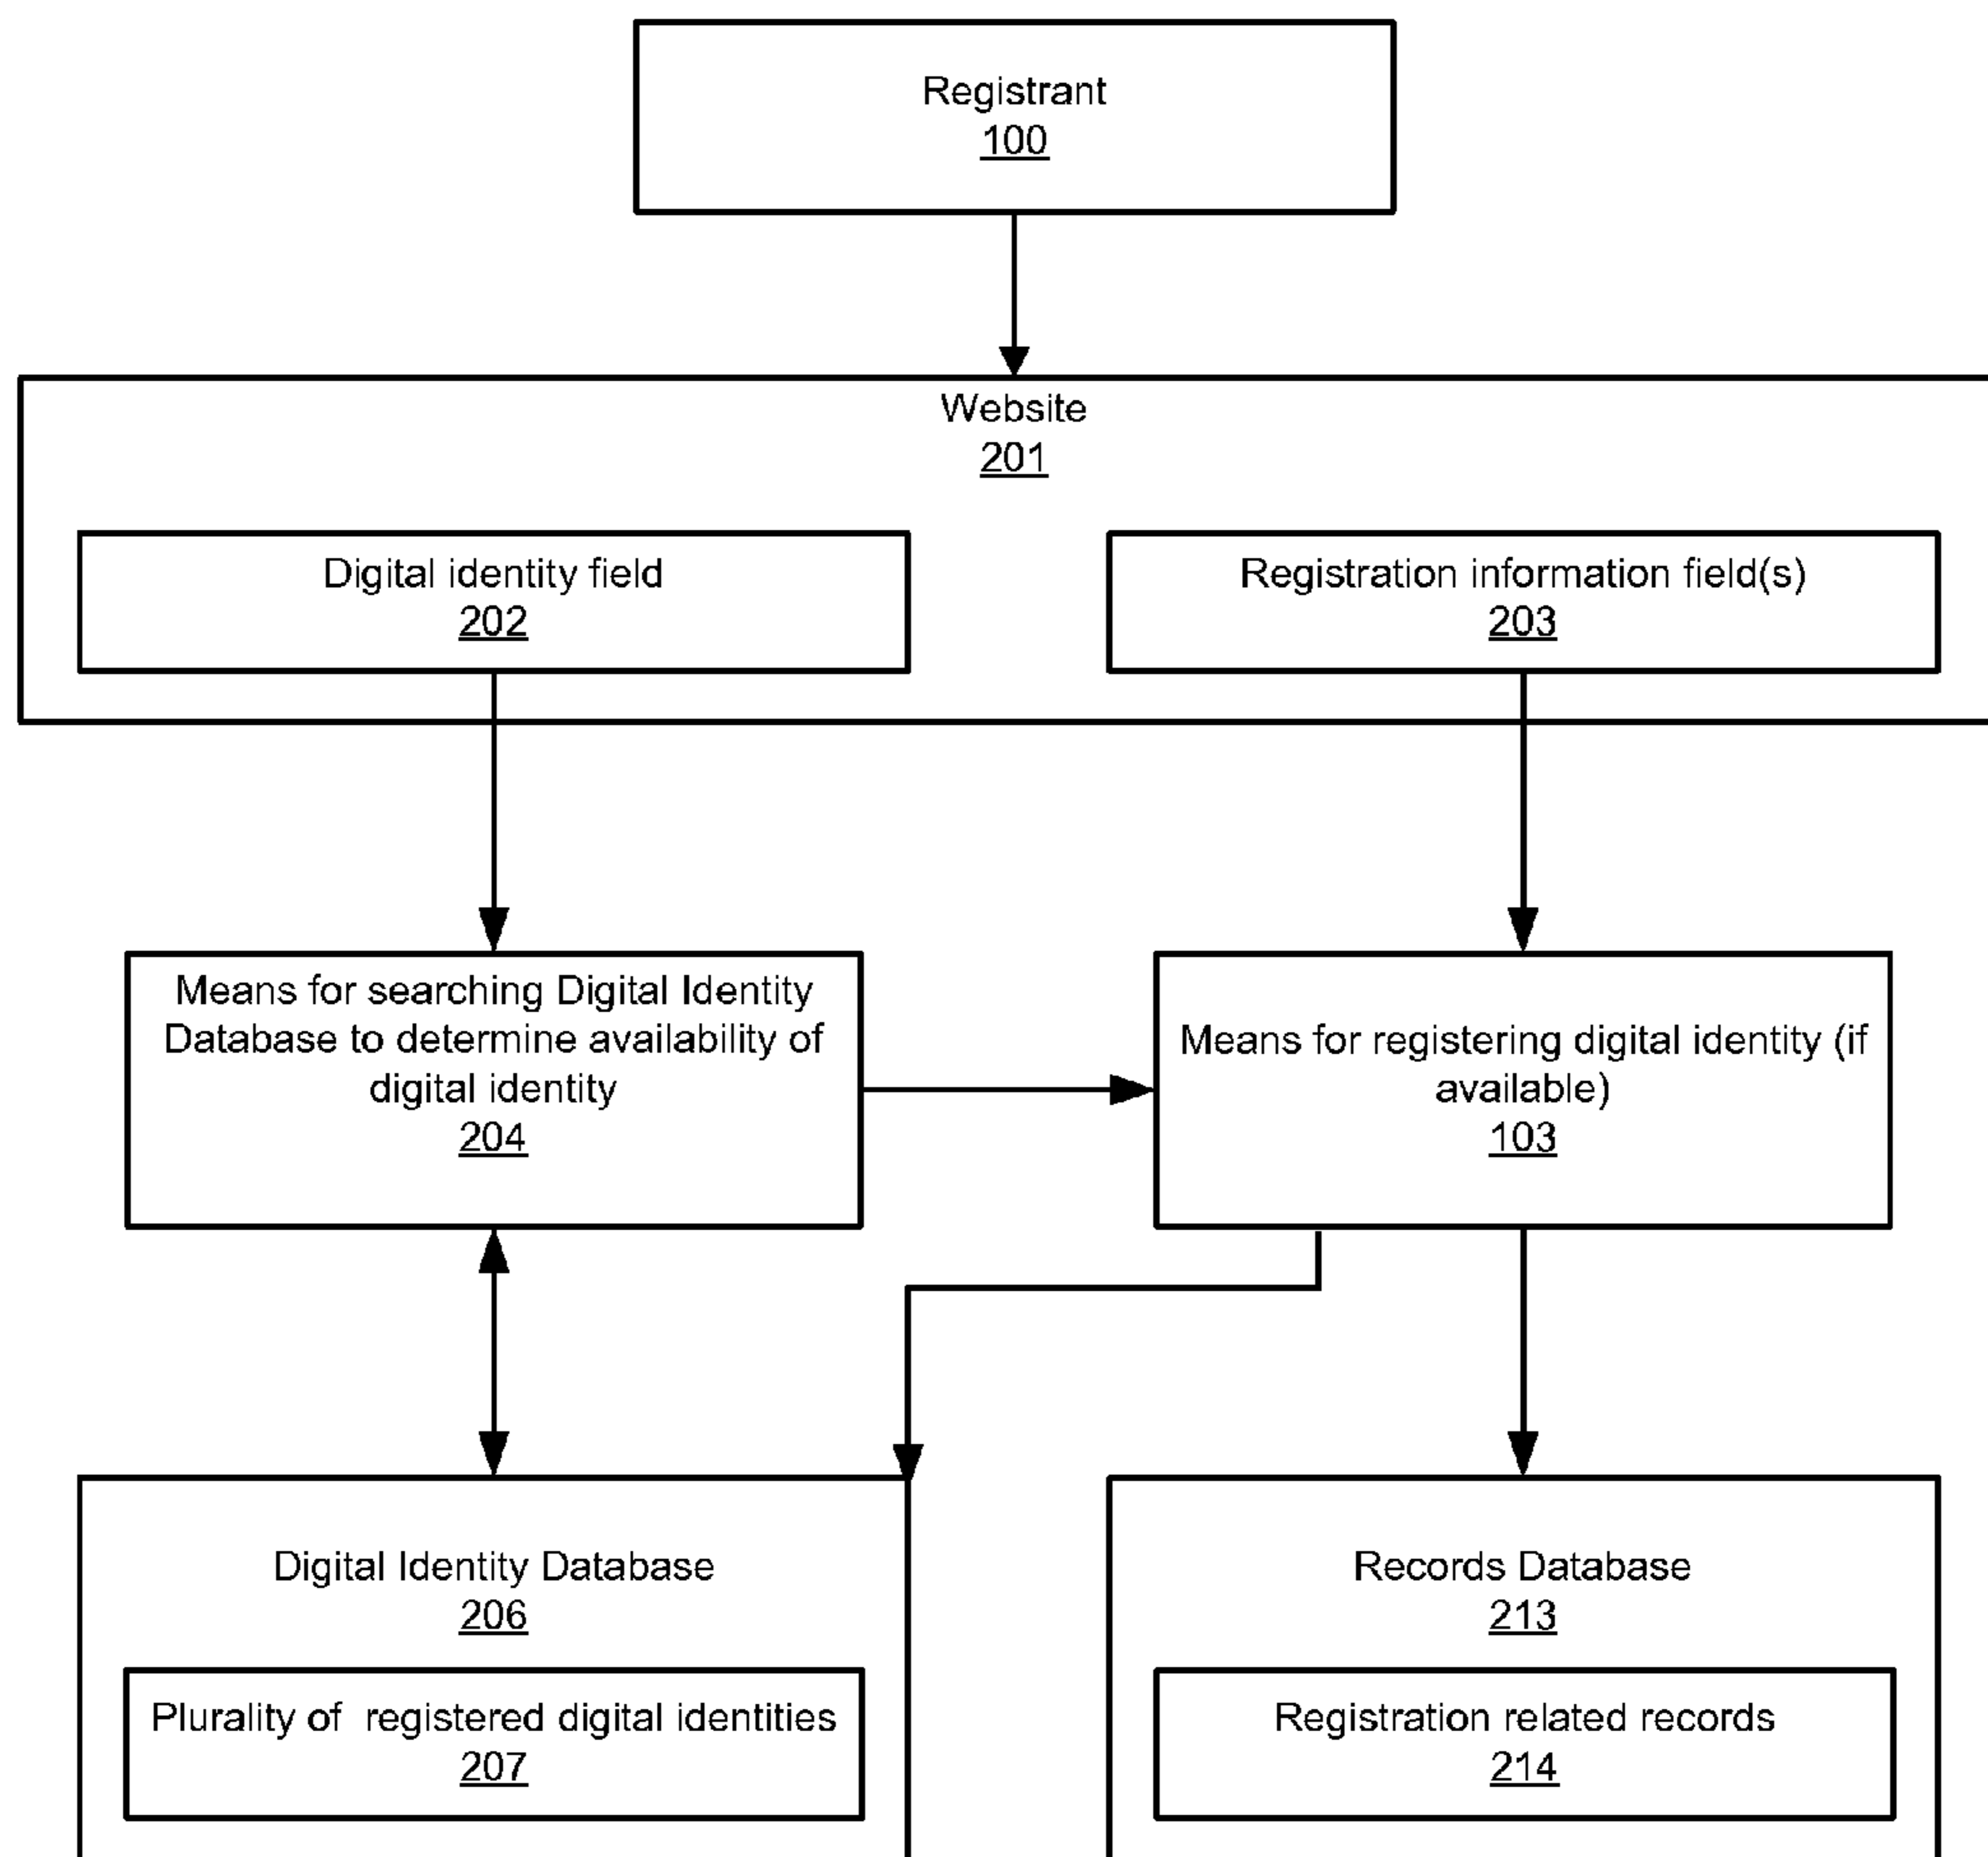 Registrant
100
Website
201
Digital identity field
202
Registration information field(s)
203
Means for searching Digital Identity
Database to determine availability of
digital identity
204
Means for registering digital identity (if
available)
103
Digital Identity Database
206
Plurality of registered digital identities
207
Records Database
213
Registration related records
214